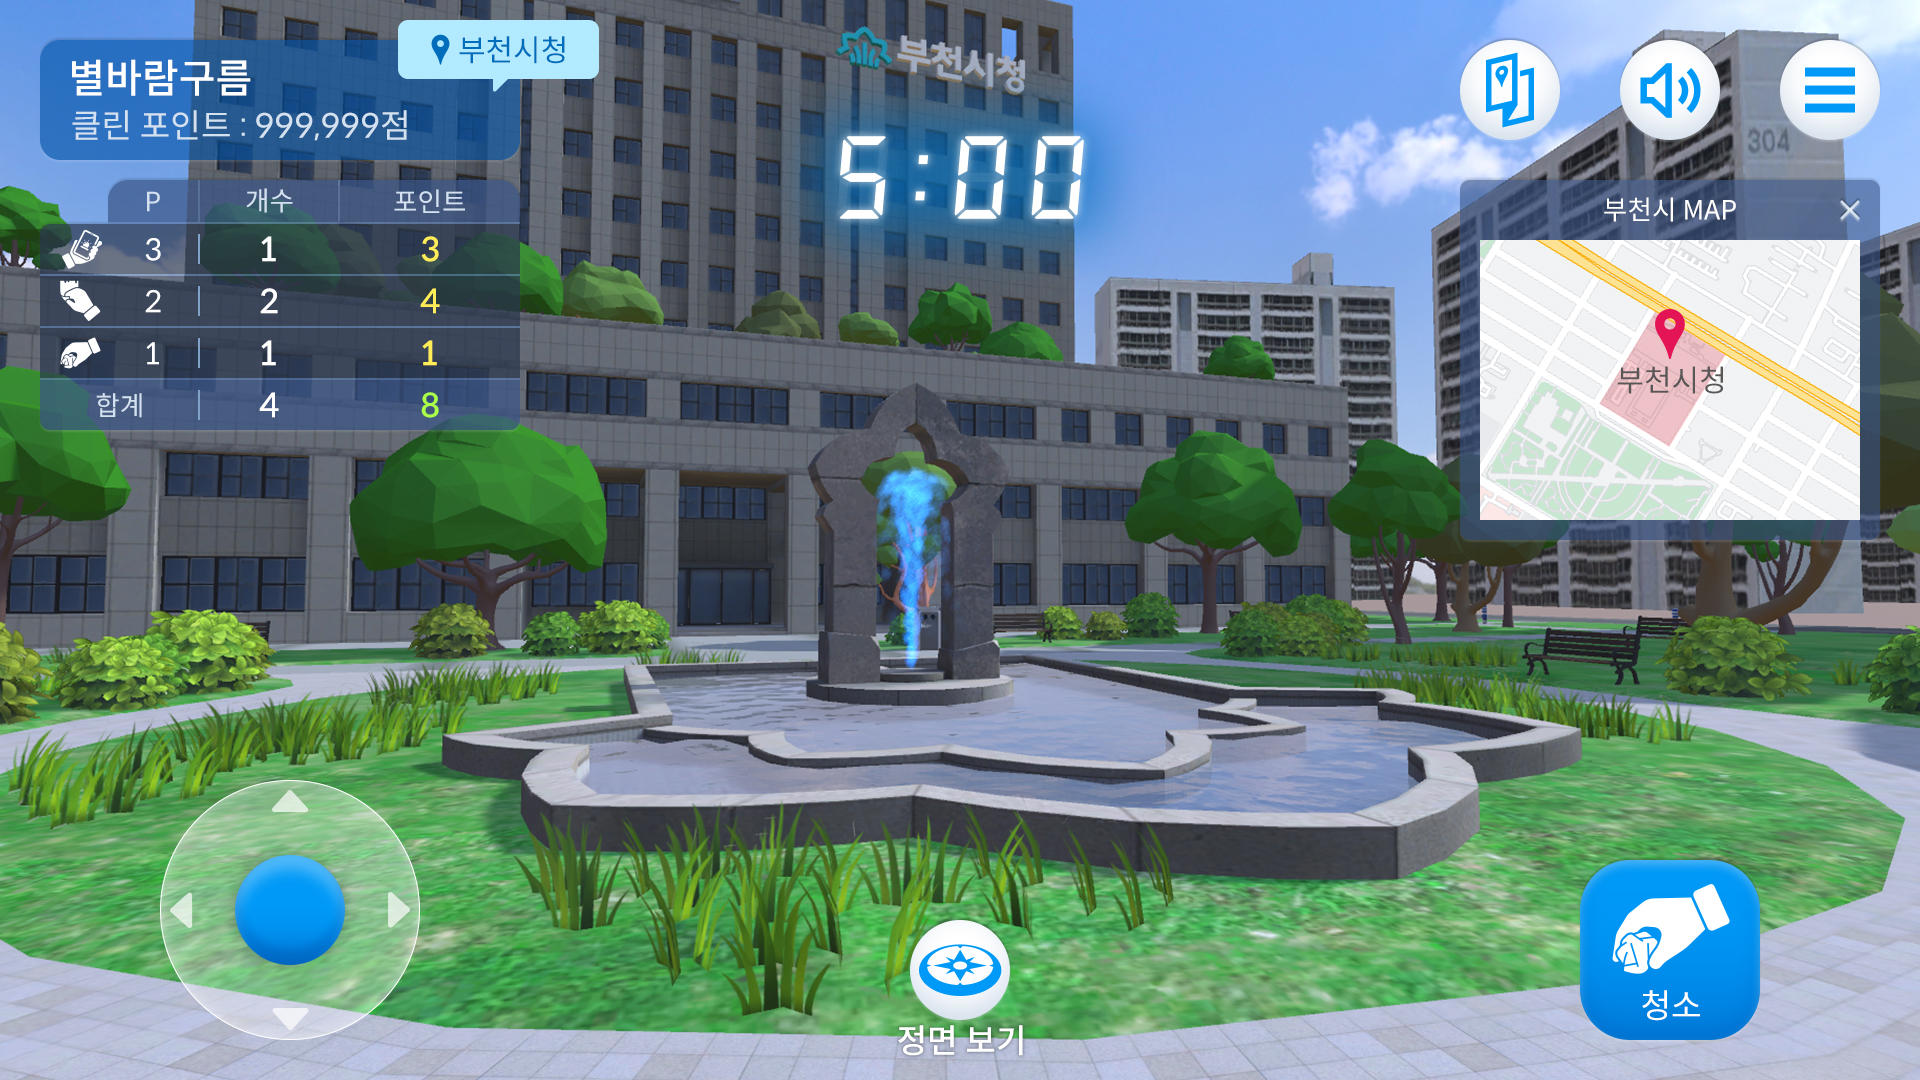 부천시청
별바람구름
클린 포인트 : 999,999점
부천시청
5:00
304
P 개수 포인트
3 1 3
2 2 4
1 1 1
합계 4 8
부천시 MAP
부천시청
정면 보기
청소